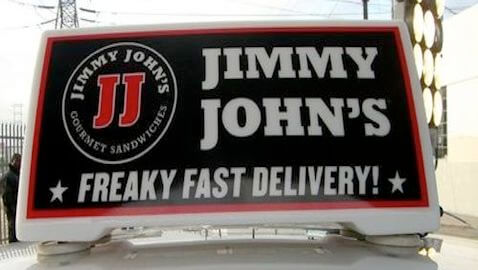 JIMMY JOHN'S
JJ
GOURMET SANDWICHES
JIMMY
JOHN'S
★ FREAKY FAST DELIVERY! ★